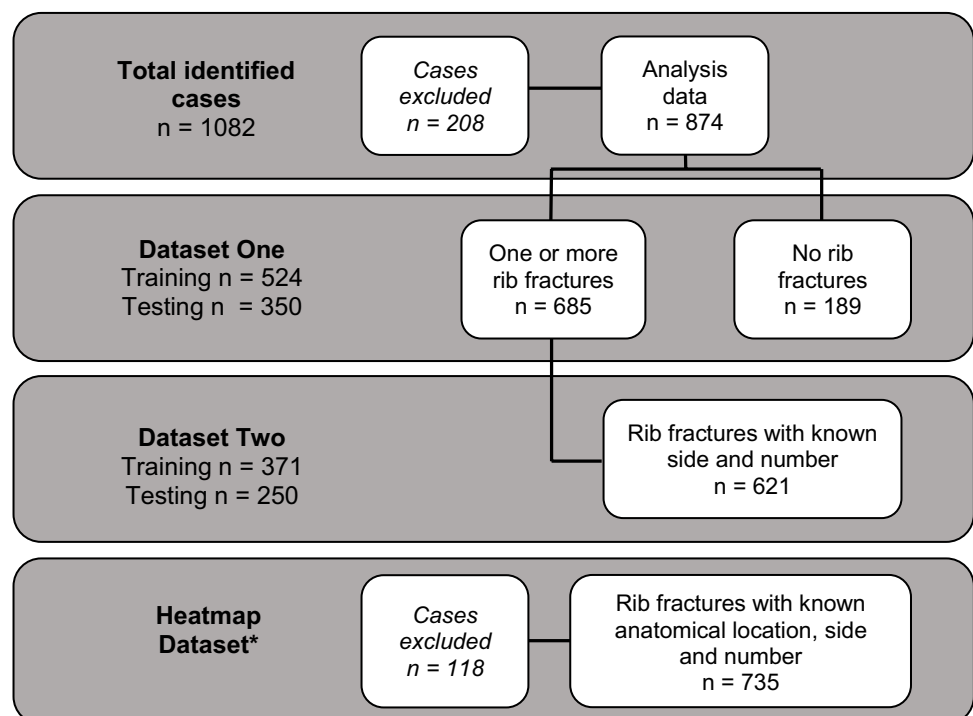 Total identified
cases
n = 1082
Cases
excluded
n = 208
Analysis
data
n = 874
Dataset One
Training n = 524
Testing n  = 350
One or more
rib fractures
n = 685
No rib
fractures
n = 189
Dataset Two
Training n = 371
Testing n = 250
Rib fractures with known
side and number
n = 621
Heatmap
Dataset*
Cases
excluded
n = 118
Rib fractures with known
anatomical location, side
and number
n = 735